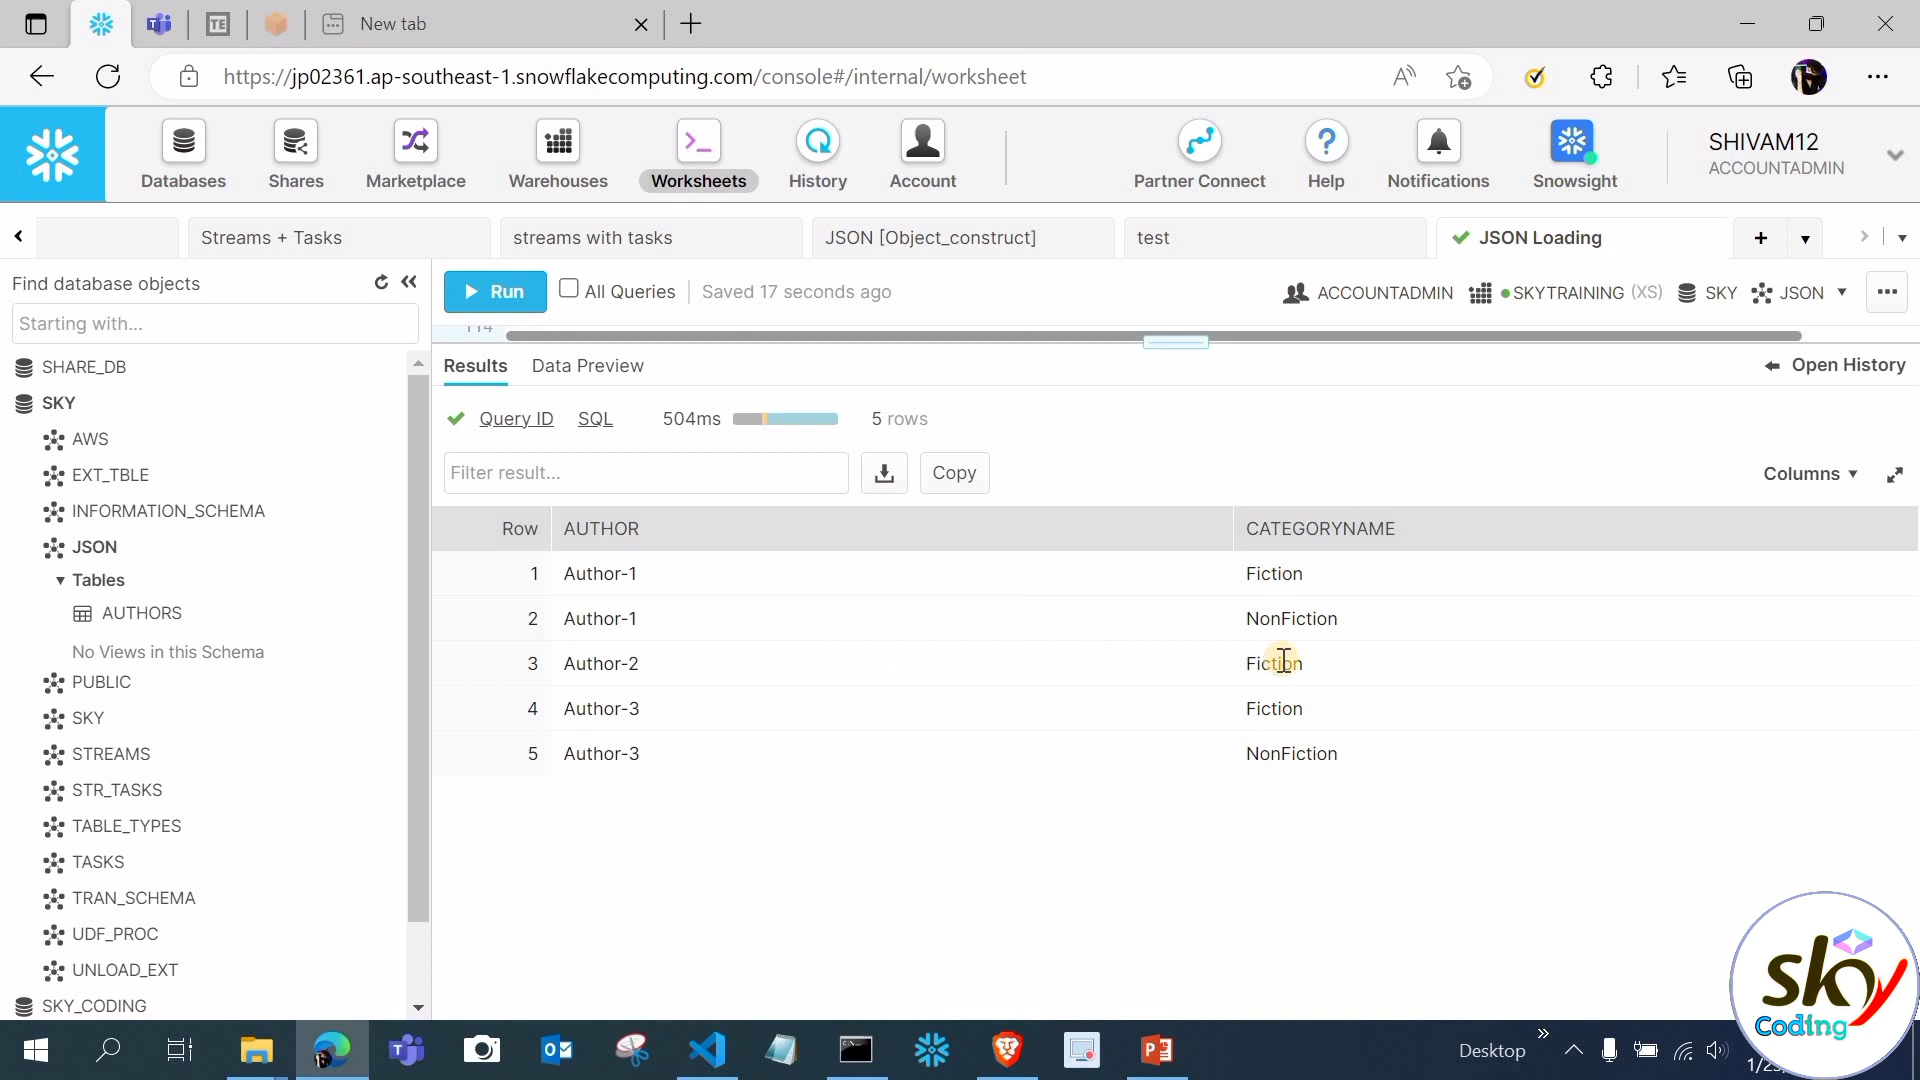 New tab
https://jp02361.ap-southeast-1.snowflakecomputing.com/console#/internal/worksheet
Databases Shares Marketplace Warehouses Worksheets History Account Partner Connect Help Notifications Snowsight
SHIVAM12
ACCOUNTADMIN
Streams + Tasks streams with tasks JSON [Object_construct] test JSON Loading
Find database objects
Starting with...
SHARE_DB
SKY
AWS
EXT_TBLE
INFORMATION_SCHEMA
JSON
Tables
AUTHORS
No Views in this Schema
PUBLIC
SKY
STREAMS
STR_TASKS
TABLE_TYPES
TASKS
TRAN_SCHEMA
UDF_PROC
UNLOAD_EXT
SKY_CODING
Run All Queries Saved 17 seconds ago ACCOUNTADMIN SKYTRAINING (XS) SKY JSON
114
Results Data Preview Open History
Query ID SQL 504ms 5 rows
Filter result... Copy Columns
Row AUTHOR CATEGORYNAME
1 Author-1 Fiction
2 Author-1 NonFiction
3 Author-2 Fiction
4 Author-3 Fiction
5 Author-3 NonFiction
sky
Coding
Desktop